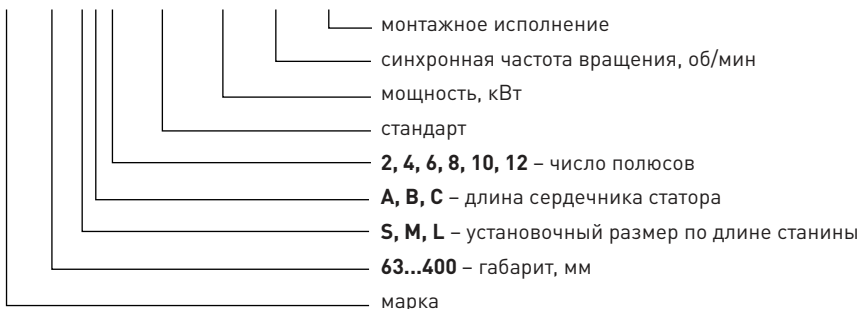 монтажное исполнение
синхронная частота вращения, об/мин
мощность, кВт
стандарт
2, 4, 6, 8, 10, 12 – число полюсов
A, B, C – длина сердечника статора
S, M, L – установочный размер по длине станины
63...400 – габарит, мм
марка